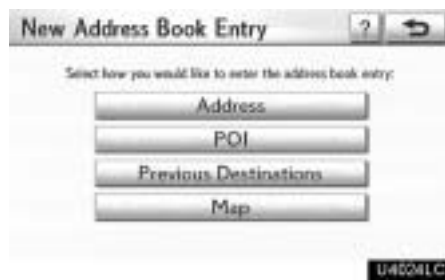 New Address Book Entry ?
Select how you would like to enter the address book entry:
Address
POI
Previous Destinations
Map
U40241LC